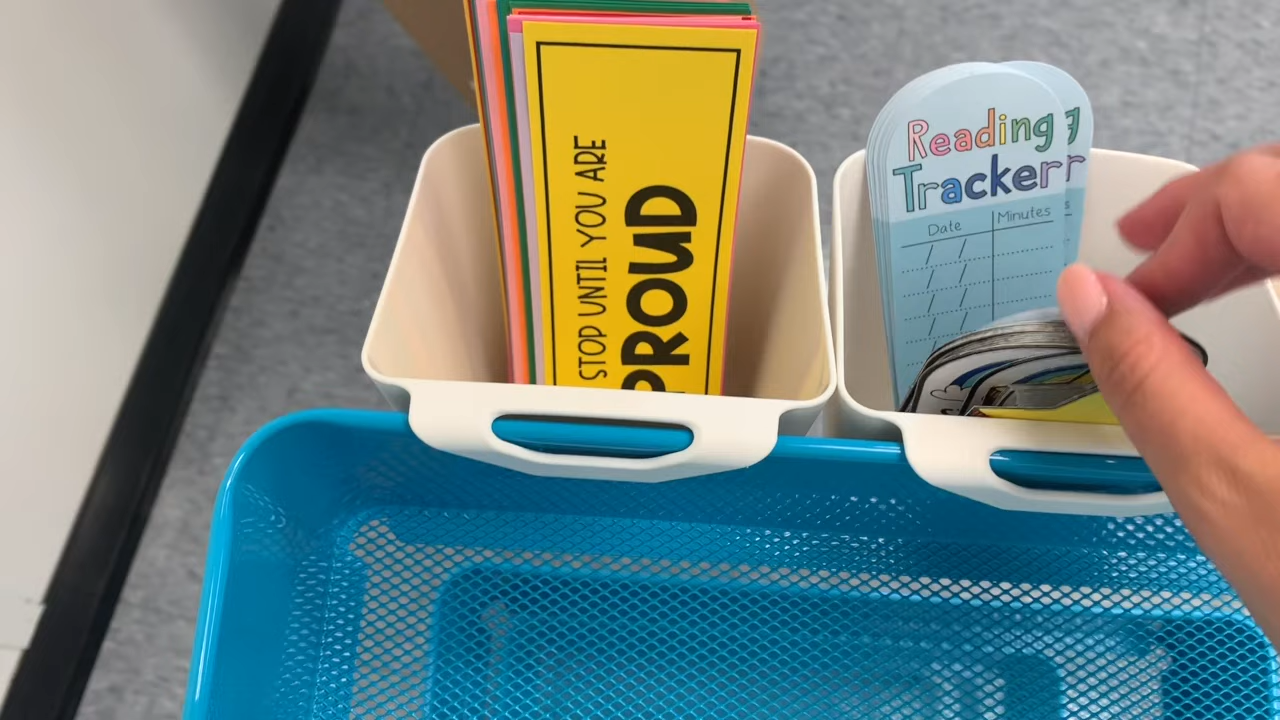 STOP UNTIL YOU ARE
PROUD
Reading
Tracker
Date
Minutes